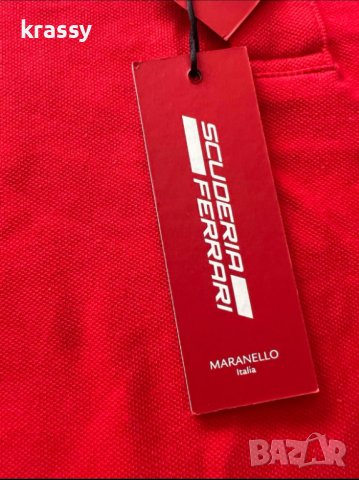 krassy
SCUDERIA
FERRARI
MARANELLO
Italia
BAZAR